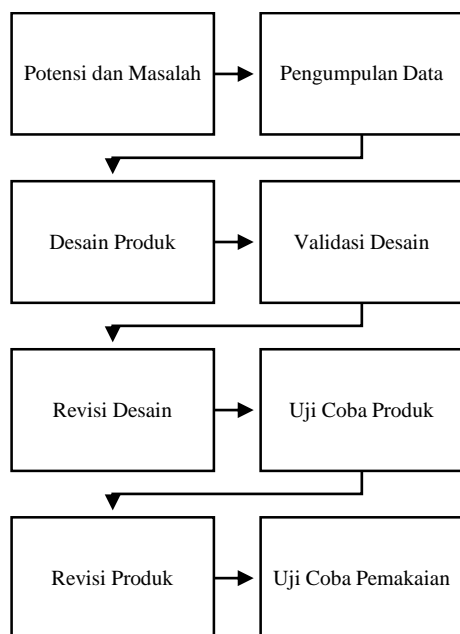 Potensi dan Masalah
Pengumpulan Data
Desain Produk
Validasi Desain
Revisi Desain
Uji Coba Produk
Revisi Produk
Uji Coba Pemakaian